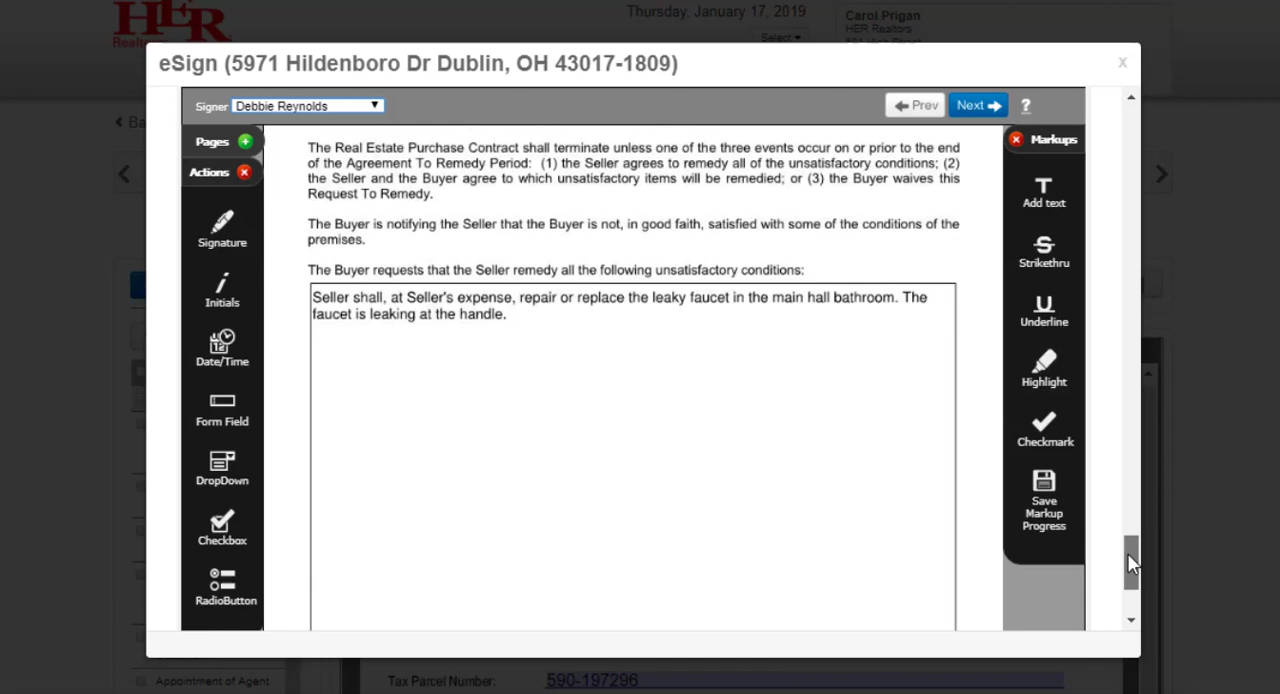 HER
Realtors
Thursday, January 17, 2019
Select
Carol Prigan
HER Realtors
eSign (5971 Hildenboro Dr Dublin, OH 43017-1809)
x
Signer Debbie Reynolds
Prev
Next
?
Pages
Actions
Signature
Initials
Date/Time
Form Field
DropDown
Checkbox
RadioButton
The Real Estate Purchase Contract shall terminate unless one of the three events occur on or prior to the end
of the Agreement To Remedy Period: (1) the Seller agrees to remedy all of the unsatisfactory conditions; (2)
the Seller and the Buyer agree to which unsatisfactory items will be remedied; or (3) the Buyer waives this
Request To Remedy.
The Buyer is notifying the Seller that the Buyer is not, in good faith, satisfied with some of the conditions of the
premises.
The Buyer requests that the Seller remedy all the following unsatisfactory conditions:
Seller shall, at Seller's expense, repair or replace the leaky faucet in the main hall bathroom. The
faucet is leaking at the handle.
Markups
Add text
Strikethru
Underline
Highlight
Checkmark
Save
Markup
Progress
Appointment of Agent
Tax Parcel Number: 590-197296